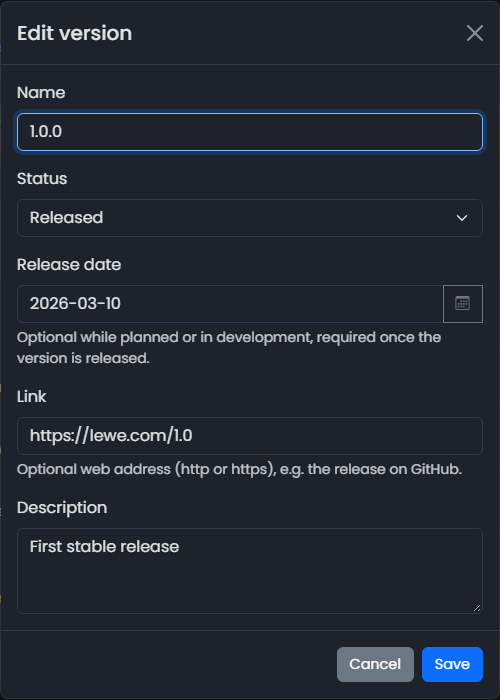 Edit version
Name
1.0.0
Status
Released
Release date
2026-03-10
Optional while planned or in development, required once the
version is released.
Link
https://lewe.com/1.0
Optional web address (http or https), e.g. the release on GitHub.
Description
First stable release
Cancel Save